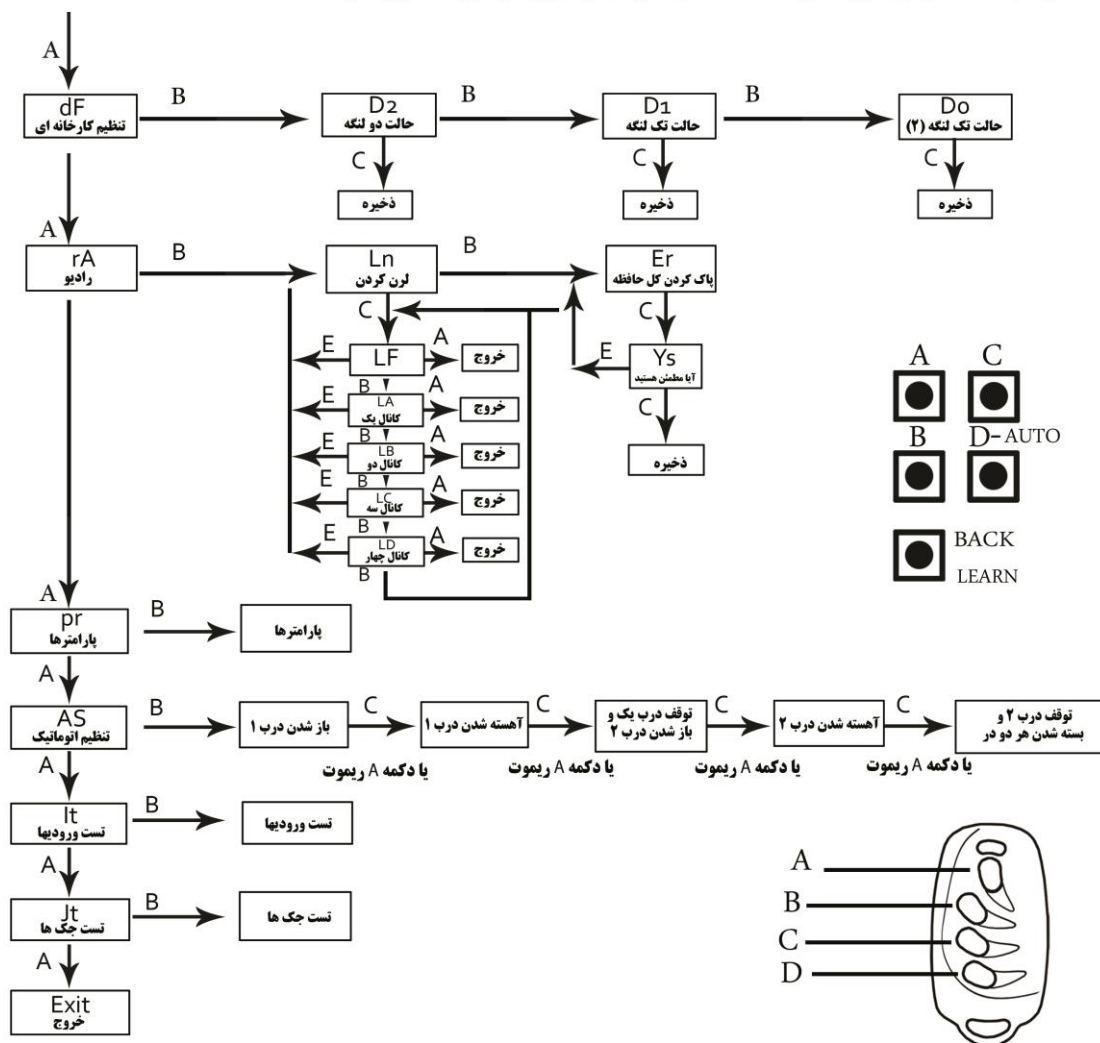 A
dF
تنظیم کارخانه ای
B
D2
حالت دو لنگه
B
D1
حالت تک لنگه
B
Do
حالت تک لنگه (۲)
C
ذخیره
C
ذخیره
C
ذخیره
A
rA
رادیو
B
Ln
لرن کردن
B
Er
پاک کردن کل حافظه
C
C
E
LF
A
خروج
E
Ys
آیا مطمئن هستید
B
E
LA
کانال یک
A
خروج
C
ذخیره
B
E
LB
کانال دو
A
خروج
B
E
LC
کانال سه
A
خروج
B
E
LD
کانال چهار
A
خروج
B
A
C
B
D-AUTO
BACK
LEARN
A
pr
پارامترها
B
پارامترها
A
AS
تنظیم اتوماتیک
B
باز شدن درب 1
C
یا دکمه A ریموت
آهسته شدن درب 1
C
یا دکمه A ریموت
توقف درب یک و
باز شدن درب 2
C
یا دکمه A ریموت
آهسته شدن درب 2
C
یا دکمه A ریموت
توقف درب ۲ و
بسته شدن هر دو در
A
It
تست ورودیها
B
تست ورودیها
A
Jt
تست جک ها
B
تست جک ها
A
Exit
خروج
A
B
C
D